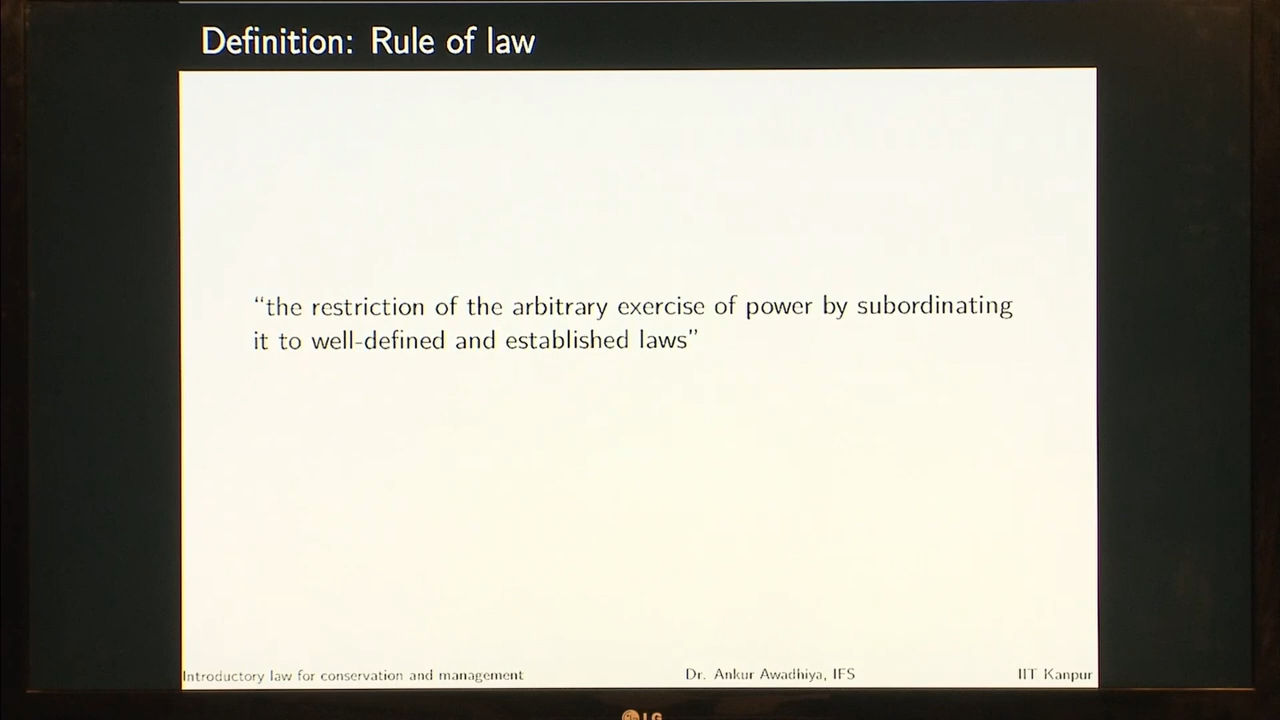 Definition: Rule of law
“the restriction of the arbitrary exercise of power by subordinating
it to well-defined and established laws”
Introductory law for conservation and management Dr. Ankur Awadhiya, IFS IIT Kanpur
LG